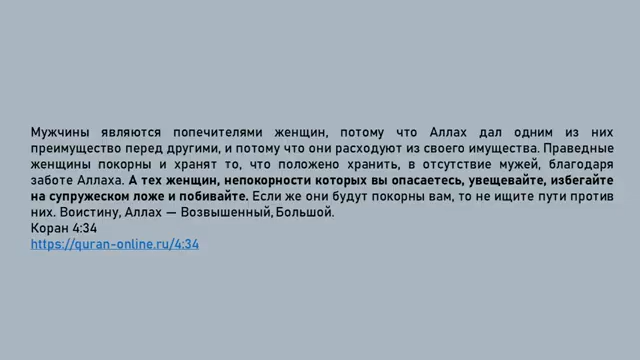 Мужчины являются попечителями женщин, потому что Аллах дал одним из них
преимущество перед другими, и потому что они расходуют из своего имущества. Праведные
женщины покорны и хранят то, что положено хранить, в отсутствие мужей, благодаря
заботе Аллаха. А тех женщин, непокорности которых вы опасаетесь, увещевайте, избегайте
на супружеском ложе и побивайте. Если же они будут покорны вам, то не ищите пути против
них. Воистину, Аллах — Возвышенный, Большой.
Коран 4:34
https://quran-online.ru/4:34